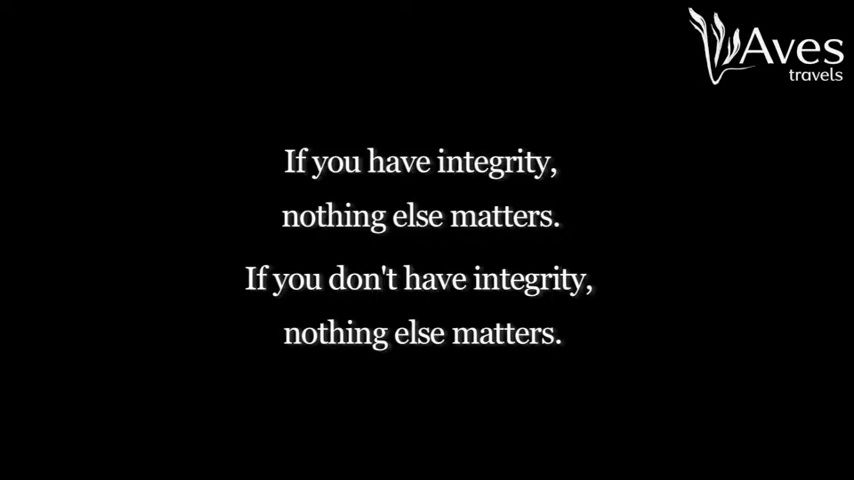 Aves
travels
If you have integrity,
nothing else matters.
If you don't have integrity,
nothing else matters.